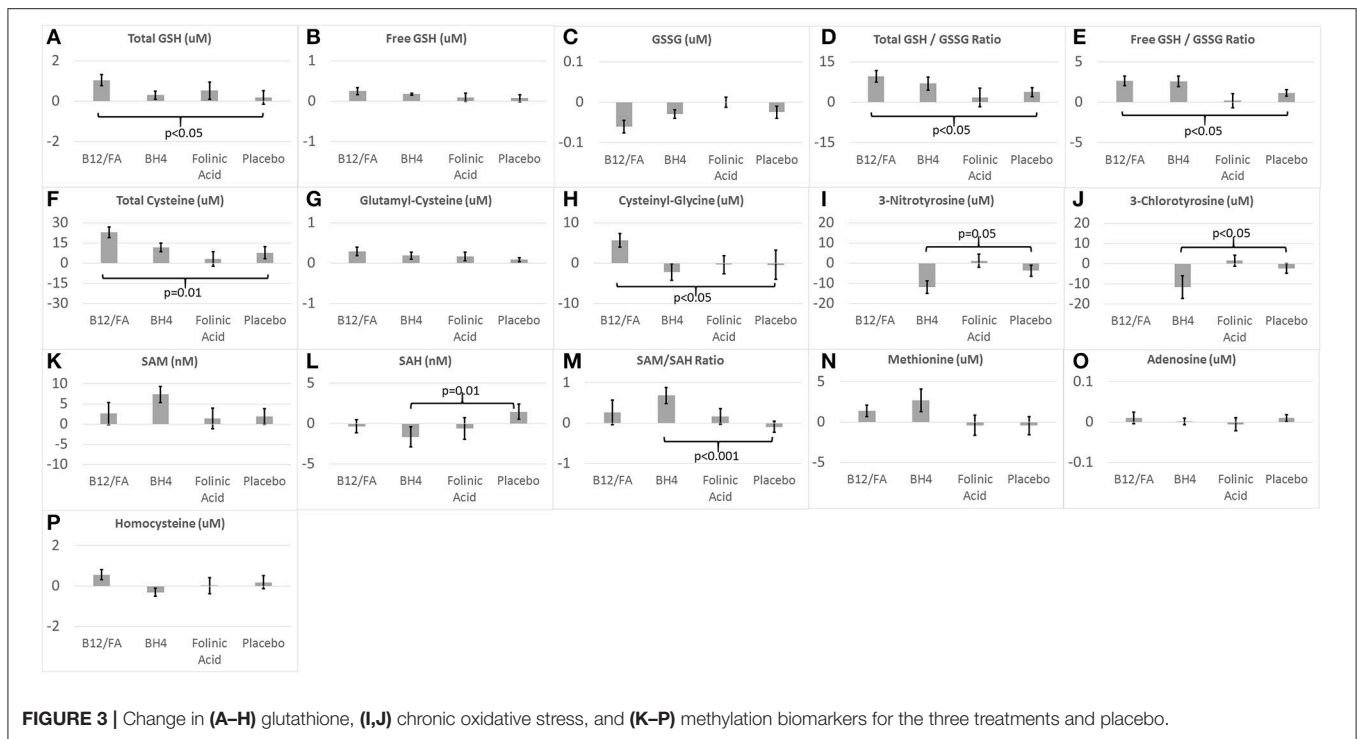 A
Total GSH (uM)
2
0
-2
p<0.05
B12/FA BH4 Folinic Placebo
Acid
B
Free GSH (uM)
1
0
-1
B12/FA BH4 Folinic Placebo
Acid
C
GSSG (uM)
0.1
0
-0.1
B12/FA BH4 Folinic Placebo
Acid
D
Total GSH / GSSG Ratio
15
0
-15
p<0.05
B12/FA BH4 Folinic Placebo
Acid
E
Free GSH / GSSG Ratio
5
0
-5
p<0.05
B12/FA BH4 Folinic Placebo
Acid
F
Total Cysteine (uM)
30
15
0
-15
-30
p=0.01
B12/FA BH4 Folinic Placebo
Acid
G
Glutamyl-Cysteine (uM)
1
0
-1
B12/FA BH4 Folinic Placebo
Acid
H
Cysteinyl-Glycine (uM)
10
0
-10
p<0.05
B12/FA BH4 Folinic Placebo
Acid
I
3-Nitrotyrosine (uM)
20
10
0
-10
-20
p=0.05
B12/FA BH4 Folinic Placebo
Acid
J
3-Chlorotyrosine (uM)
20
10
0
-10
-20
p<0.05
B12/FA BH4 Folinic Placebo
Acid
K
SAM (nM)
10
5
0
-5
-10
B12/FA BH4 Folinic Placebo
Acid
L
SAH (nM)
5
0
-5
p=0.01
B12/FA BH4 Folinic Placebo
Acid
M
SAM/SAH Ratio
1
0
-1
p<0.001
B12/FA BH4 Folinic Placebo
Acid
N
Methionine (uM)
5
0
-5
B12/FA BH4 Folinic Placebo
Acid
O
Adenosine (uM)
0.1
0
-0.1
B12/FA BH4 Folinic Placebo
Acid
P
Homocysteine (uM)
2
0
-2
B12/FA BH4 Folinic Placebo
Acid
FIGURE 3 | Change in (A–H) glutathione, (I,J) chronic oxidative stress, and (K–P) methylation biomarkers for the three treatments and placebo.